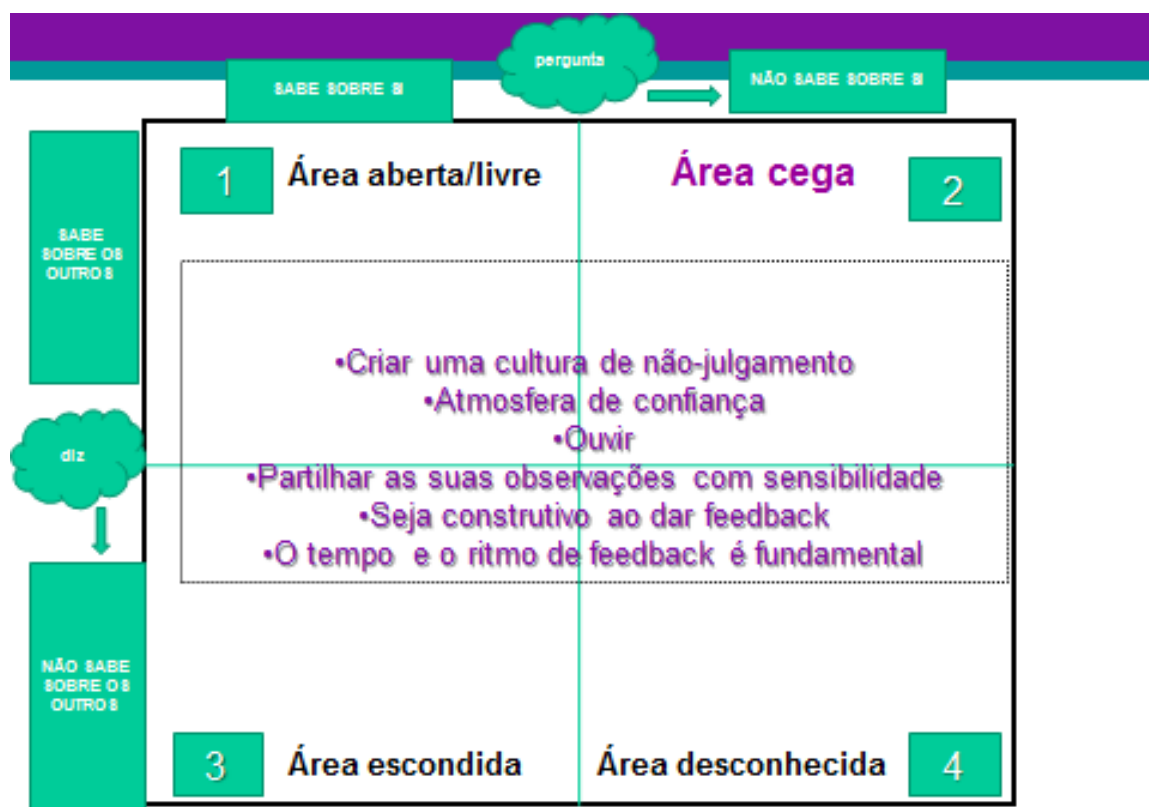 pergunta
SABE SOBRE SI
NÃO SABE SOBRE SI
1
Área aberta/livre
Área cega
2
SABE
SOBRE OS
OUTROS
•Criar uma cultura de não-julgamento
•Atmosfera de confiança
•Ouvir
•Partilhar as suas observações com sensibilidade
•Seja construtivo ao dar feedback
•O tempo e o ritmo de feedback é fundamental
diz
NÃO SABE
SOBRE OS
OUTROS
3
Área escondida
Área desconhecida
4